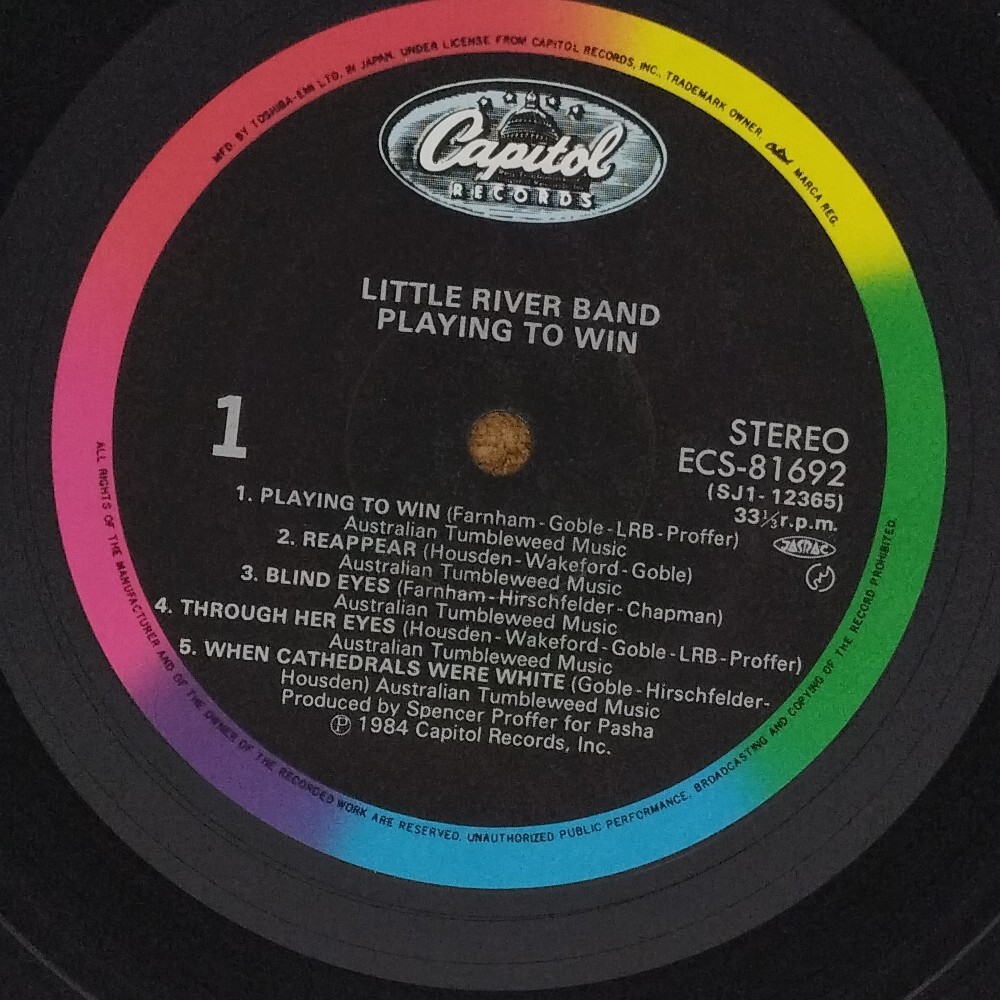 MFD. BY TOSHIBA-EMI LTD. IN JAPAN. UNDER LICENSE FROM CAPITOL RECORDS, INC., TRADEMARK OWNER. Capitol MARCA REG.
Capitol
RECORDS
LITTLE RIVER BAND
PLAYING TO WIN
1
STEREO
ECS-81692
(SJ1-12365)
33⅓r.p.m.
JASRAC
1. PLAYING TO WIN (Farnham-Goble-LRB-Proffer)
Australian Tumbleweed Music
2. REAPPEAR (Housden-Wakeford-Goble)
Australian Tumbleweed Music
3. BLIND EYES (Farnham-Hirschfelder-Chapman)
Australian Tumbleweed Music
4. THROUGH HER EYES (Housden-Wakeford-Goble-LRB-Proffer)
Australian Tumbleweed Music
5. WHEN CATHEDRALS WERE WHITE (Goble-Hirschfelder-
Housden) Australian Tumbleweed Music
Produced by Spencer Proffer for Pasha
℗ 1984 Capitol Records, Inc.
ALL RIGHTS OF THE MANUFACTURER AND OF THE OWNER OF THE RECORDED WORK ARE RESERVED. UNAUTHORIZED PUBLIC PERFORMANCE, BROADCASTING AND COPYING OF THE RECORD PROHIBITED.